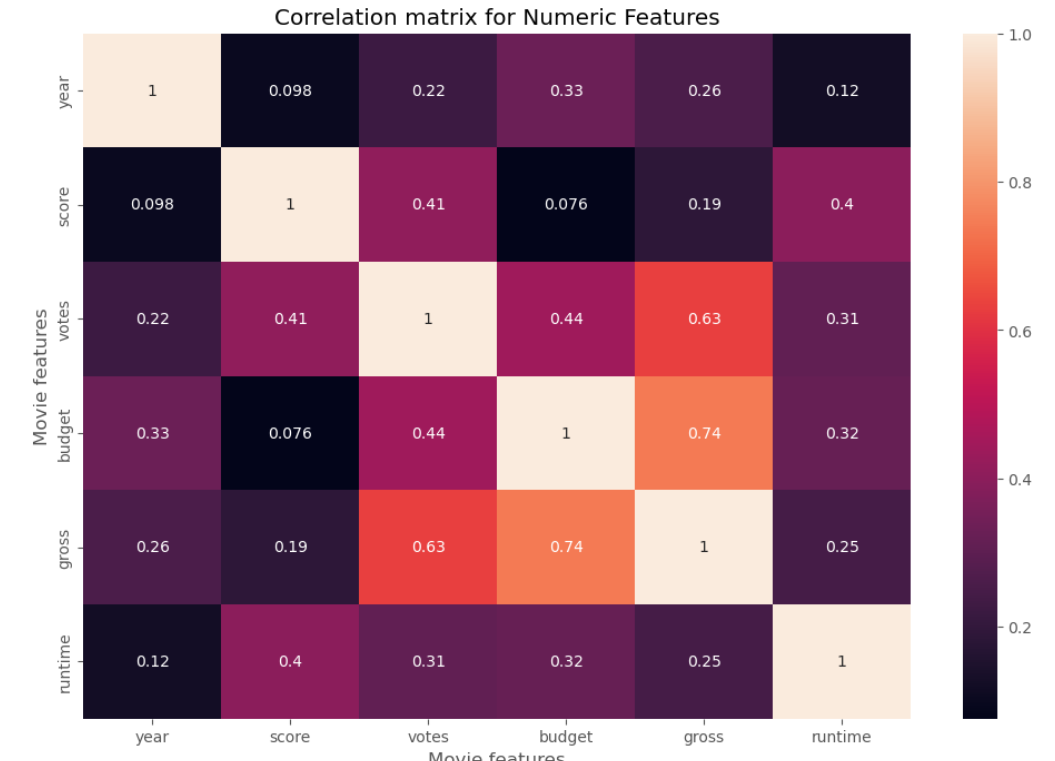 Correlation matrix for Numeric Features
year 1 0.098 0.22 0.33 0.26 0.12
score 0.098 1 0.41 0.076 0.19 0.4
votes 0.22 0.41 1 0.44 0.63 0.31
budget 0.33 0.076 0.44 1 0.74 0.32
gross 0.26 0.19 0.63 0.74 1 0.25
runtime 0.12 0.4 0.31 0.32 0.25 1
Movie features
year score votes budget gross runtime
Movie features
1.0
0.8
0.6
0.4
0.2